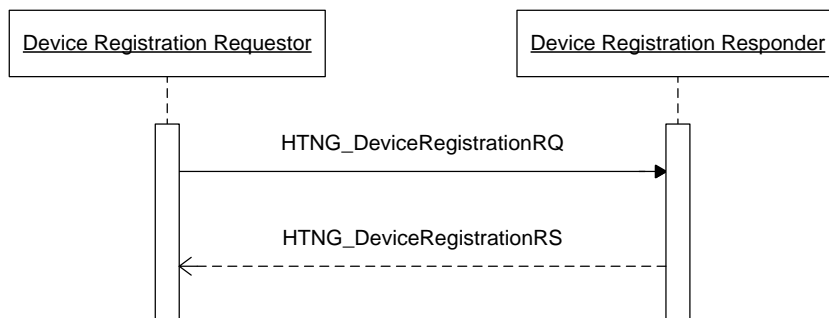 Device Registration Requestor
Device Registration Responder
HTNG_DeviceRegistrationRQ
HTNG_DeviceRegistrationRS